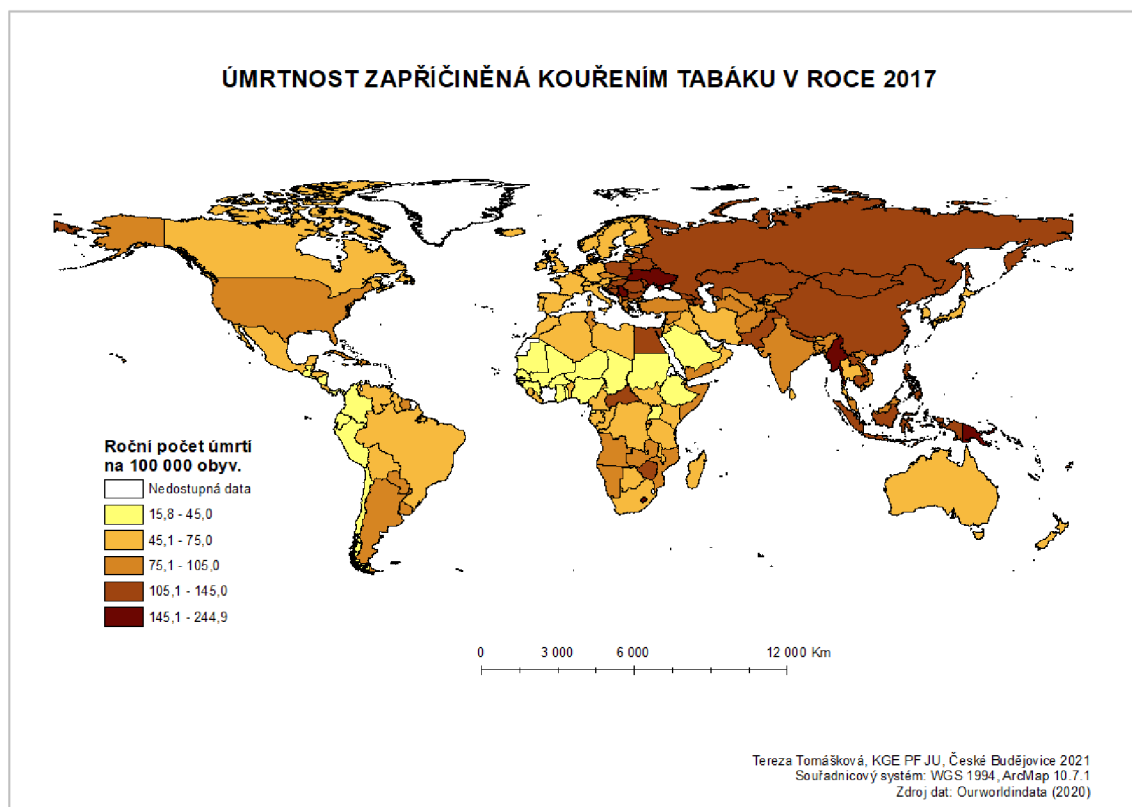 ÚMRTNOST ZAPŘÍČINĚNÁ KOUŘENÍM TABÁKU V ROCE 2017
Roční počet úmrtí
na 100 000 obyv.
Nedostupná data
15,8 - 45,0
45,1 - 75,0
75,1 - 105,0
105,1 - 145,0
145,1 - 244,9
0 3 000 6 000 12 000 Km
Tereza Tomášková, KGE PF JU, České Budějovice 2021
Souřadnicový systém: WGS 1994, ArcMap 10.7.1
Zdroj dat: Ourworldindata (2020)